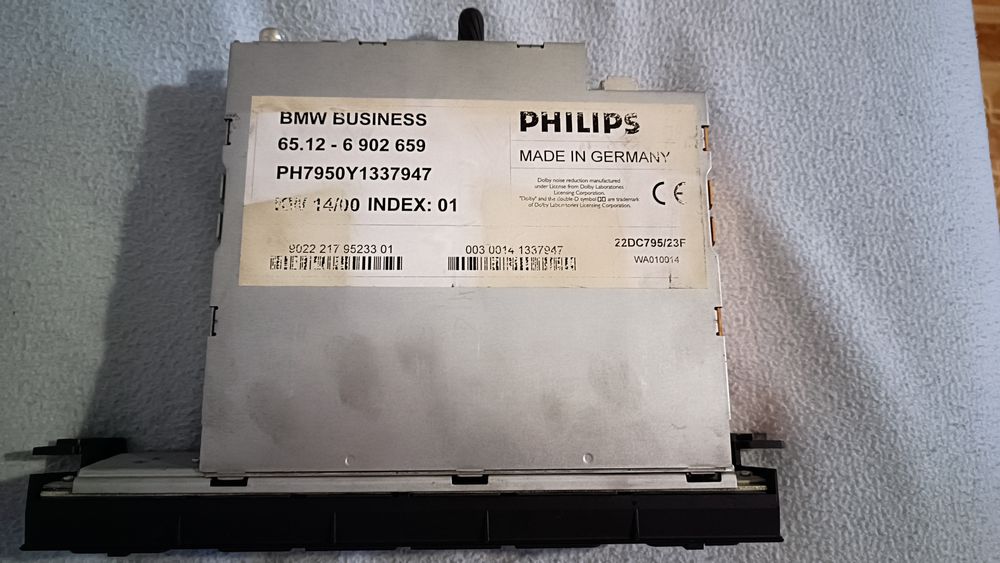 BMW BUSINESS
65.12 - 6 902 659
PH7950Y1337947
KW 14/00 INDEX: 01
PHILIPS
MADE IN GERMANY
Dolby noise reduction manufactured
under License from Dolby Laboratories
Licensing Corporation.
"Dolby" and the double-D symbol are trademark
of Dolby Laboratories Licensing Corporation.
CE
9022 217 95233 01
003 0014 1337947
22DC795/23F
WA010014